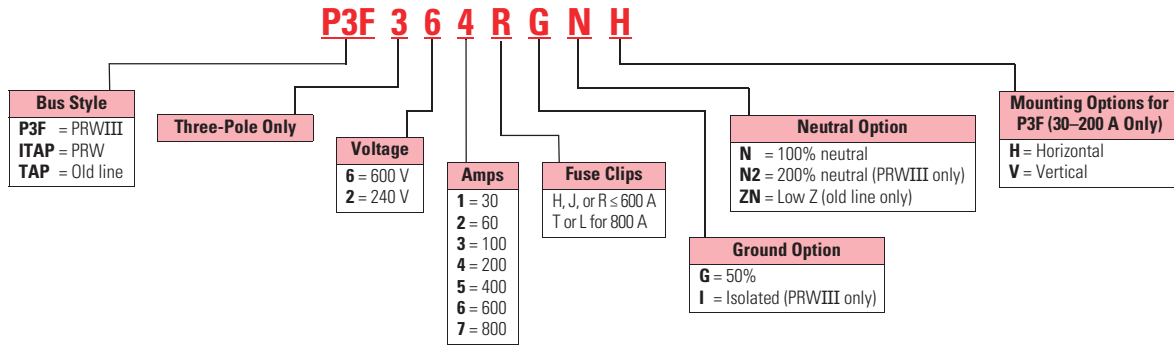 P3F 3 6 4 R G N H
Bus Style
P3F = PRWIII
ITAP = PRW
TAP = Old line
Three-Pole Only
Voltage
6 = 600 V
2 = 240 V
Amps
1 = 30
2 = 60
3 = 100
4 = 200
5 = 400
6 = 600
7 = 800
Fuse Clips
H, J, or R ≤ 600 A
T or L for 800 A
Ground Option
G = 50%
I = Isolated (PRWIII only)
Neutral Option
N = 100% neutral
N2 = 200% neutral (PRWIII only)
ZN = Low Z (old line only)
Mounting Options for
P3F (30–200 A Only)
H = Horizontal
V = Vertical